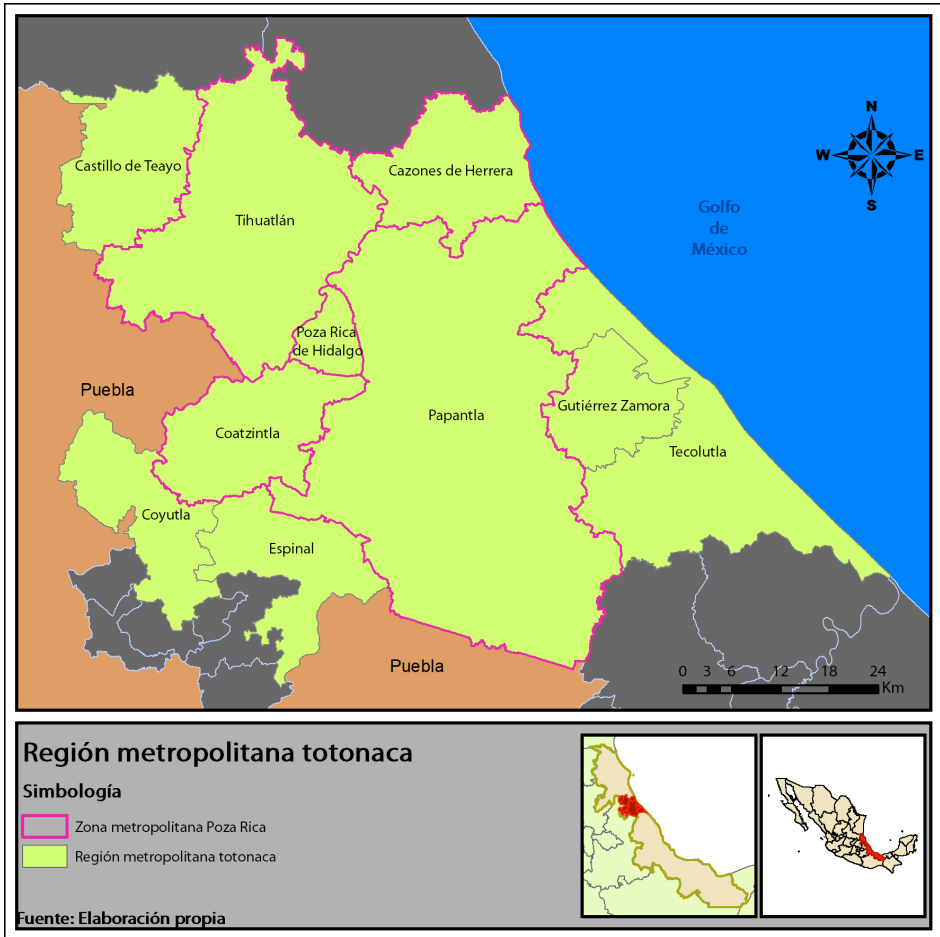 N
W E
S
Castillo de Teayo
Cazones de Herrera
Tihuatlán
Golfo
de
México
Poza Rica
de Hidalgo
Puebla
Papantla
Gutiérrez Zamora
Coatzintla
Tecolutla
Coyutla
Espinal
Puebla
0 3 6 12 18 24
Km
Región metropolitana totonaca
Simbología
Zona metropolitana Poza Rica
Región metropolitana totonaca
Fuente: Elaboración propia